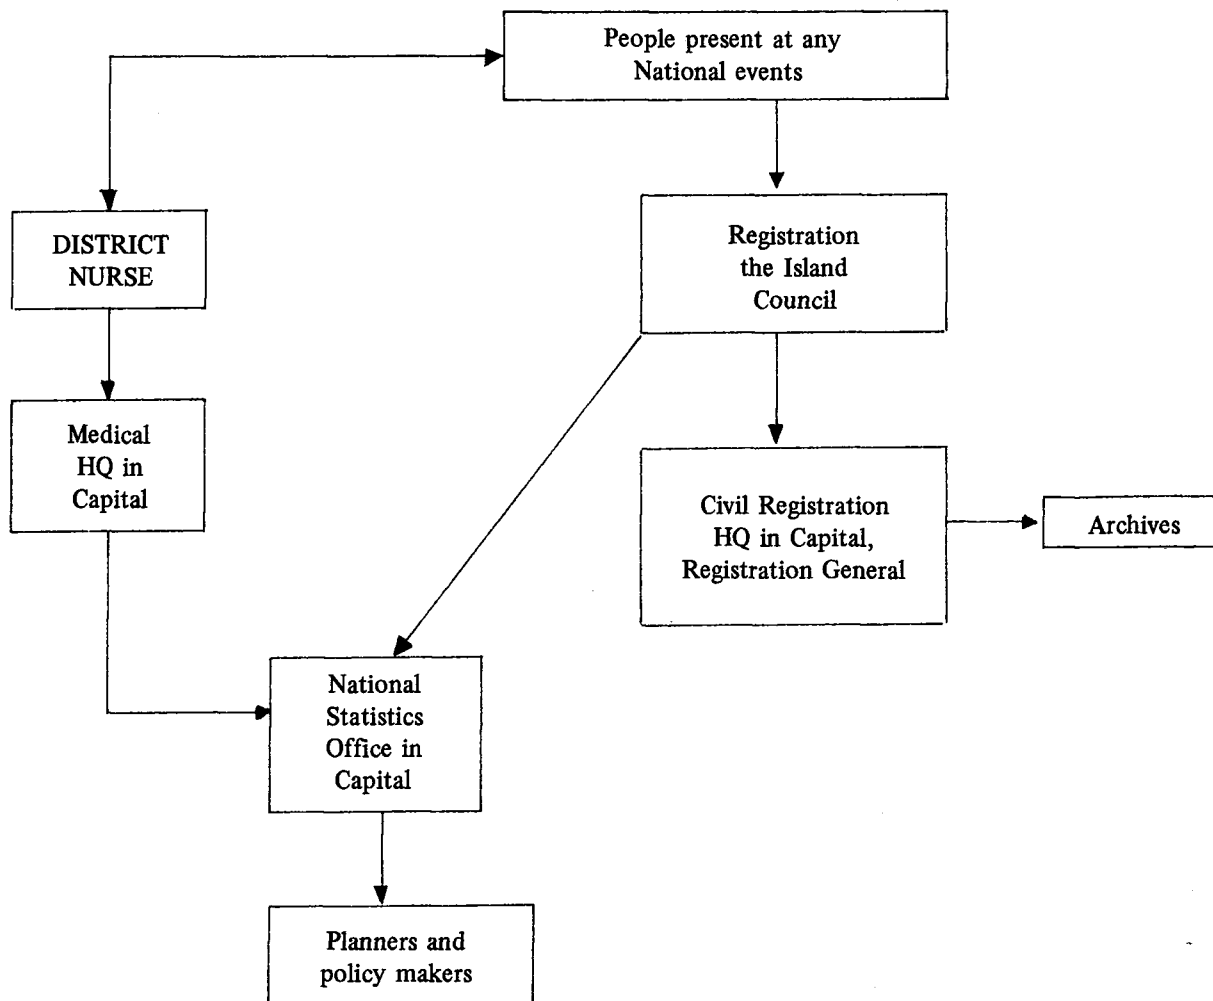 People present at any
National events
DISTRICT
NURSE
Registration
the Island
Council
Medical
HQ in
Capital
Civil Registration
HQ in Capital,
Registration General
Archives
National
Statistics
Office in
Capital
Planners and
policy makers